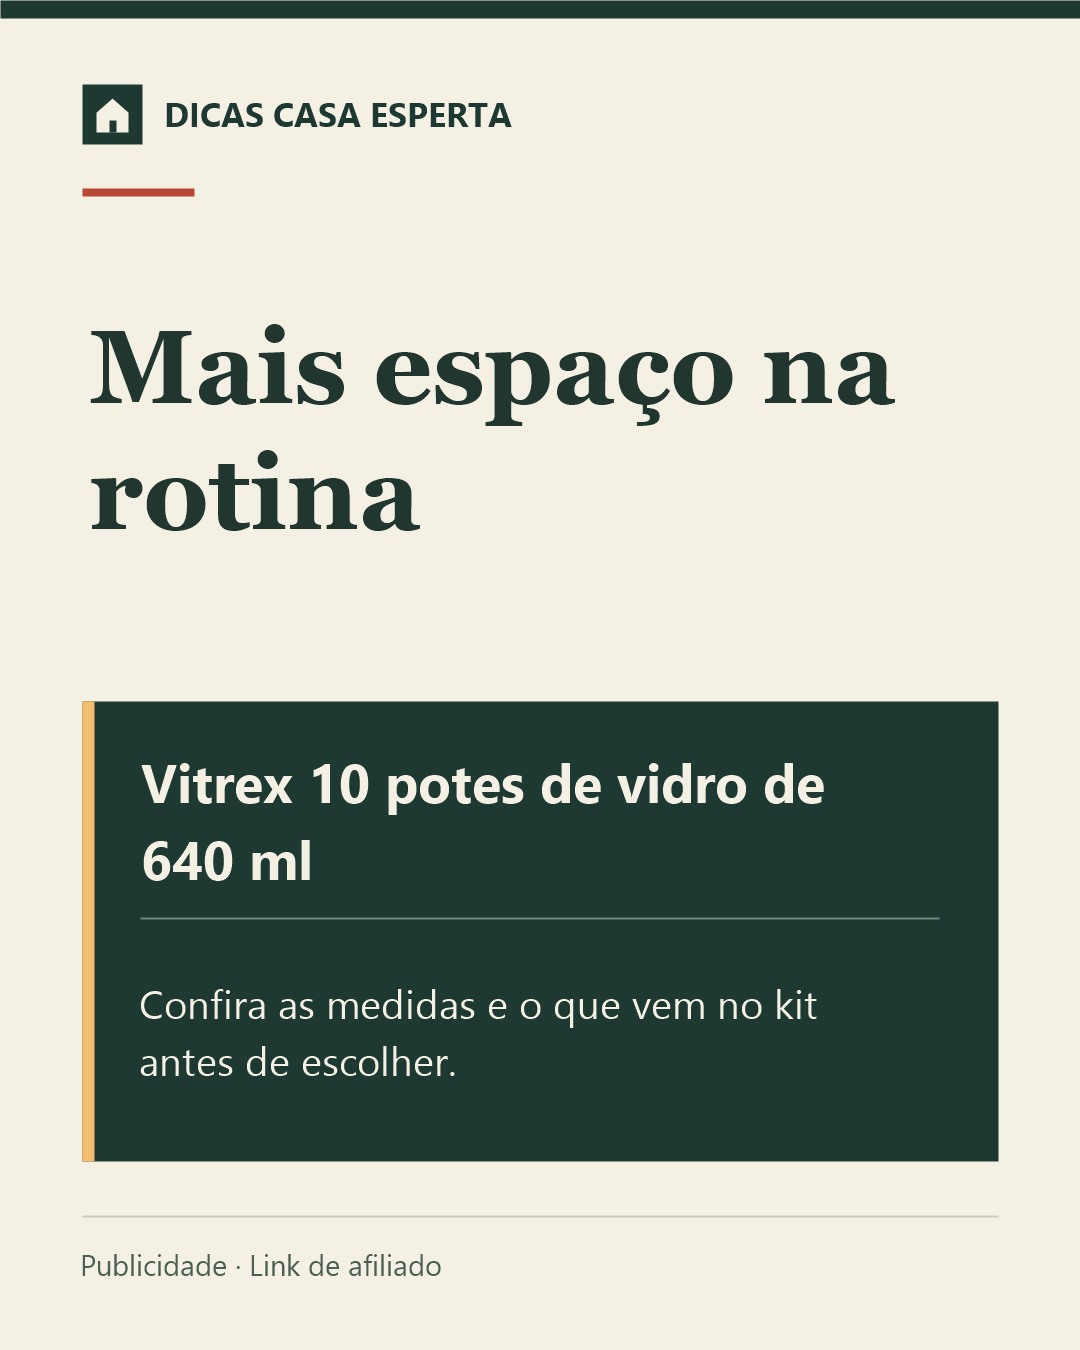 DICAS CASA ESPERTA
Mais espaço na
rotina
Vitrex 10 potes de vidro de
640 ml
Confira as medidas e o que vem no kit
antes de escolher.
Publicidade · Link de afiliado